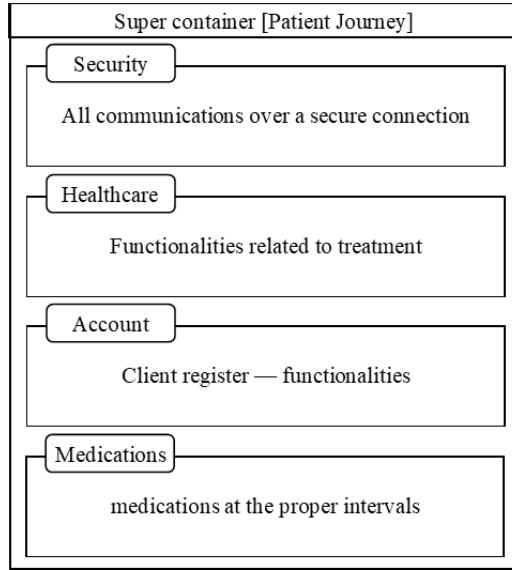 Super container [Patient Journey]
Security
All communications over a secure connection
Healthcare
Functionalities related to treatment
Account
Client register — functionalities
Medications
medications at the proper intervals